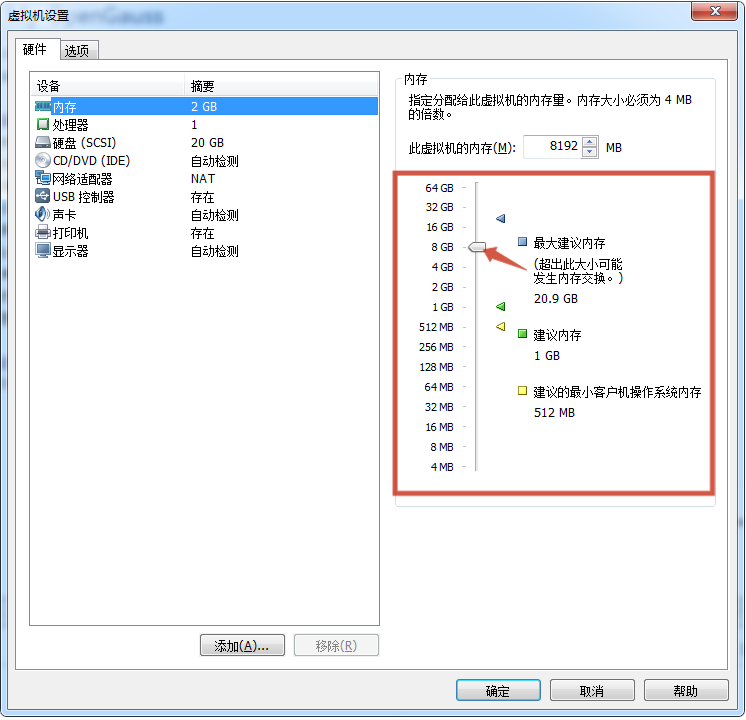 虚拟机设置
硬件 选项
设备 摘要
内存 2 GB
处理器 1
硬盘 (SCSI) 20 GB
CD/DVD (IDE) 自动检测
网络适配器 NAT
USB 控制器 存在
声卡 自动检测
打印机 存在
显示器 自动检测
添加(A)... 移除(R)
内存
指定分配给此虚拟机的内存量。内存大小必须为 4 MB
的倍数。
此虚拟机的内存(M): 8192 MB
64 GB
32 GB
16 GB
8 GB
4 GB
2 GB
1 GB
512 MB
256 MB
128 MB
64 MB
32 MB
16 MB
8 MB
4 MB
最大建议内存
(超出此大小可能
发生内存交换。)
20.9 GB
建议内存
1 GB
建议的最小客户机操作系统内存
512 MB
确定 取消 帮助